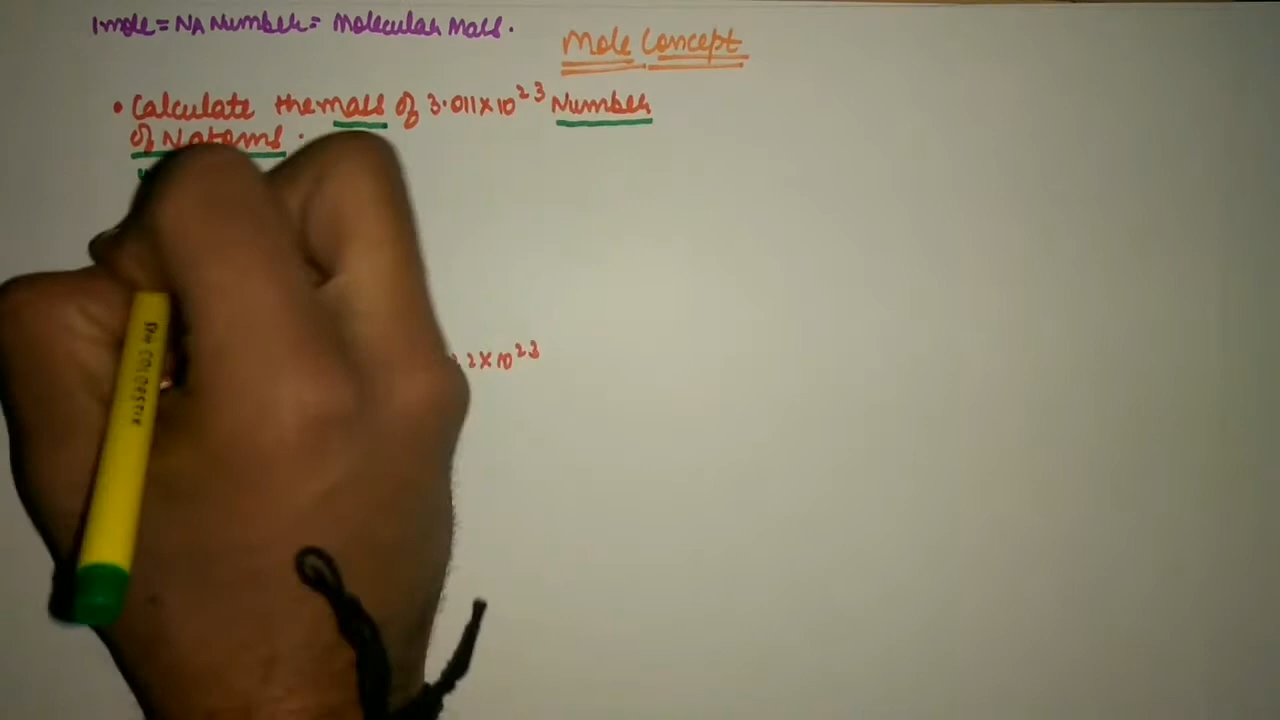 1mole = NA Number = Molecular Mass.
Mole Concept
• Calculate the mass of 3.011×10²³ Number
of N atoms.
2×10²³